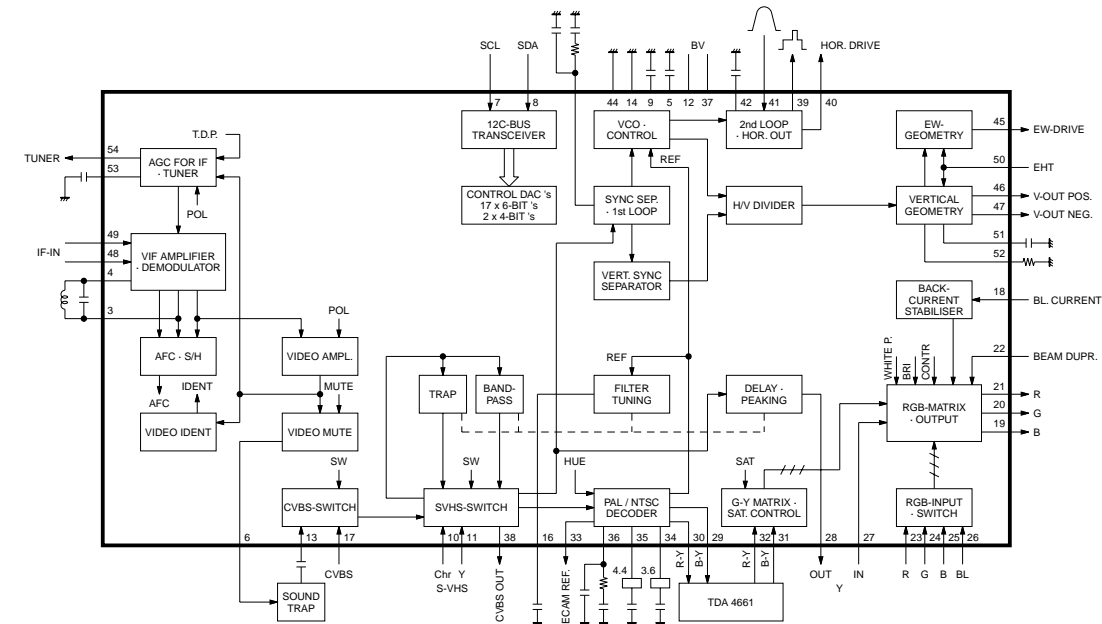 SCL SDA BV HOR. DRIVE
7 8 44 14 9 5 12 37 42 41 39 40
T.D.P.
TUNER 54
53
AGC FOR IF
- TUNER
POL
12C-BUS
TRANSCEIVER
CONTROL DAC 's
17 x 6-BIT 's
2 x 4-BIT 's
VCO -
CONTROL
REF
2nd LOOP
- HOR. OUT
SYNC SEP.
- 1st LOOP
H/V DIVIDER
VERT. SYNC
SEPARATOR
EW-
GEOMETRY
45 EW-DRIVE
50 EHT
VERTICAL
GEOMETRY
46 V-OUT POS.
47 V-OUT NEG.
51
52
IF-IN
49
48
4
3
VIF AMPLIFIER
- DEMODULATOR
BACK-
CURRENT
STABILISER
18 BL. CURRENT
22 BEAM DUPR.
POL
AFC - S/H
VIDEO AMPL.
AFC
IDENT
MUTE
VIDEO IDENT
VIDEO MUTE
TRAP
BAND-
PASS
REF
FILTER
TUNING
DELAY -
PEAKING
WHITE P.
BRI
CONTR
RGB-MATRIX
- OUTPUT
21 R
20 G
19 B
SW
SW
HUE
SAT
CVBS-SWITCH
SVHS-SWITCH
PAL / NTSC
DECODER
G-Y MATRIX -
SAT. CONTROL
RGB-INPUT
- SWITCH
6 13 17 10 11 38 16 33 36 35 34 30 29 32 31 28 27 23 24 25 26
SOUND
TRAP
CVBS
Chr Y
S-VHS
CVBS OUT
ECAM REF.
4.4 3.6
R-Y
B-Y
R-Y
B-Y
TDA 4661
OUT IN
Y
R G B BL